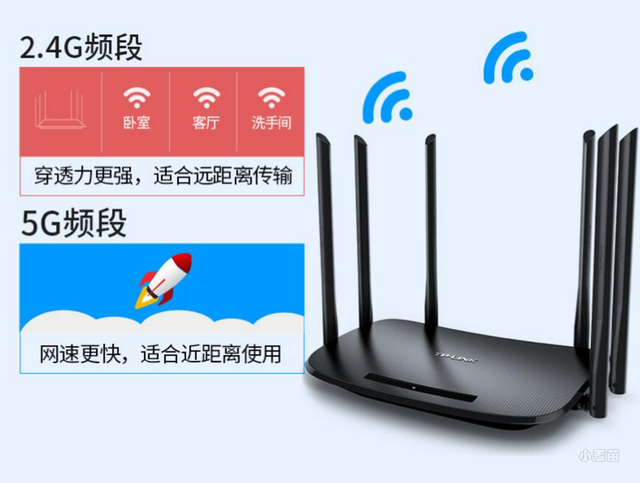 2.4G频段
卧室
客厅
洗手间
穿透力更强，适合远距离传输
5G频段
网速更快，适合近距离使用
TP-LINK
小麦苗